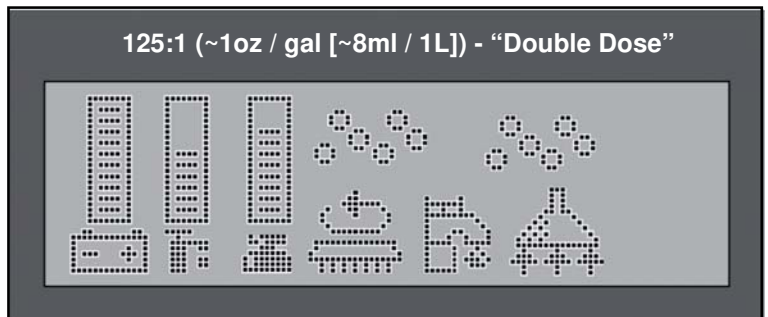 125:1 (~1oz / gal [~8ml / 1L]) - “Double Dose”